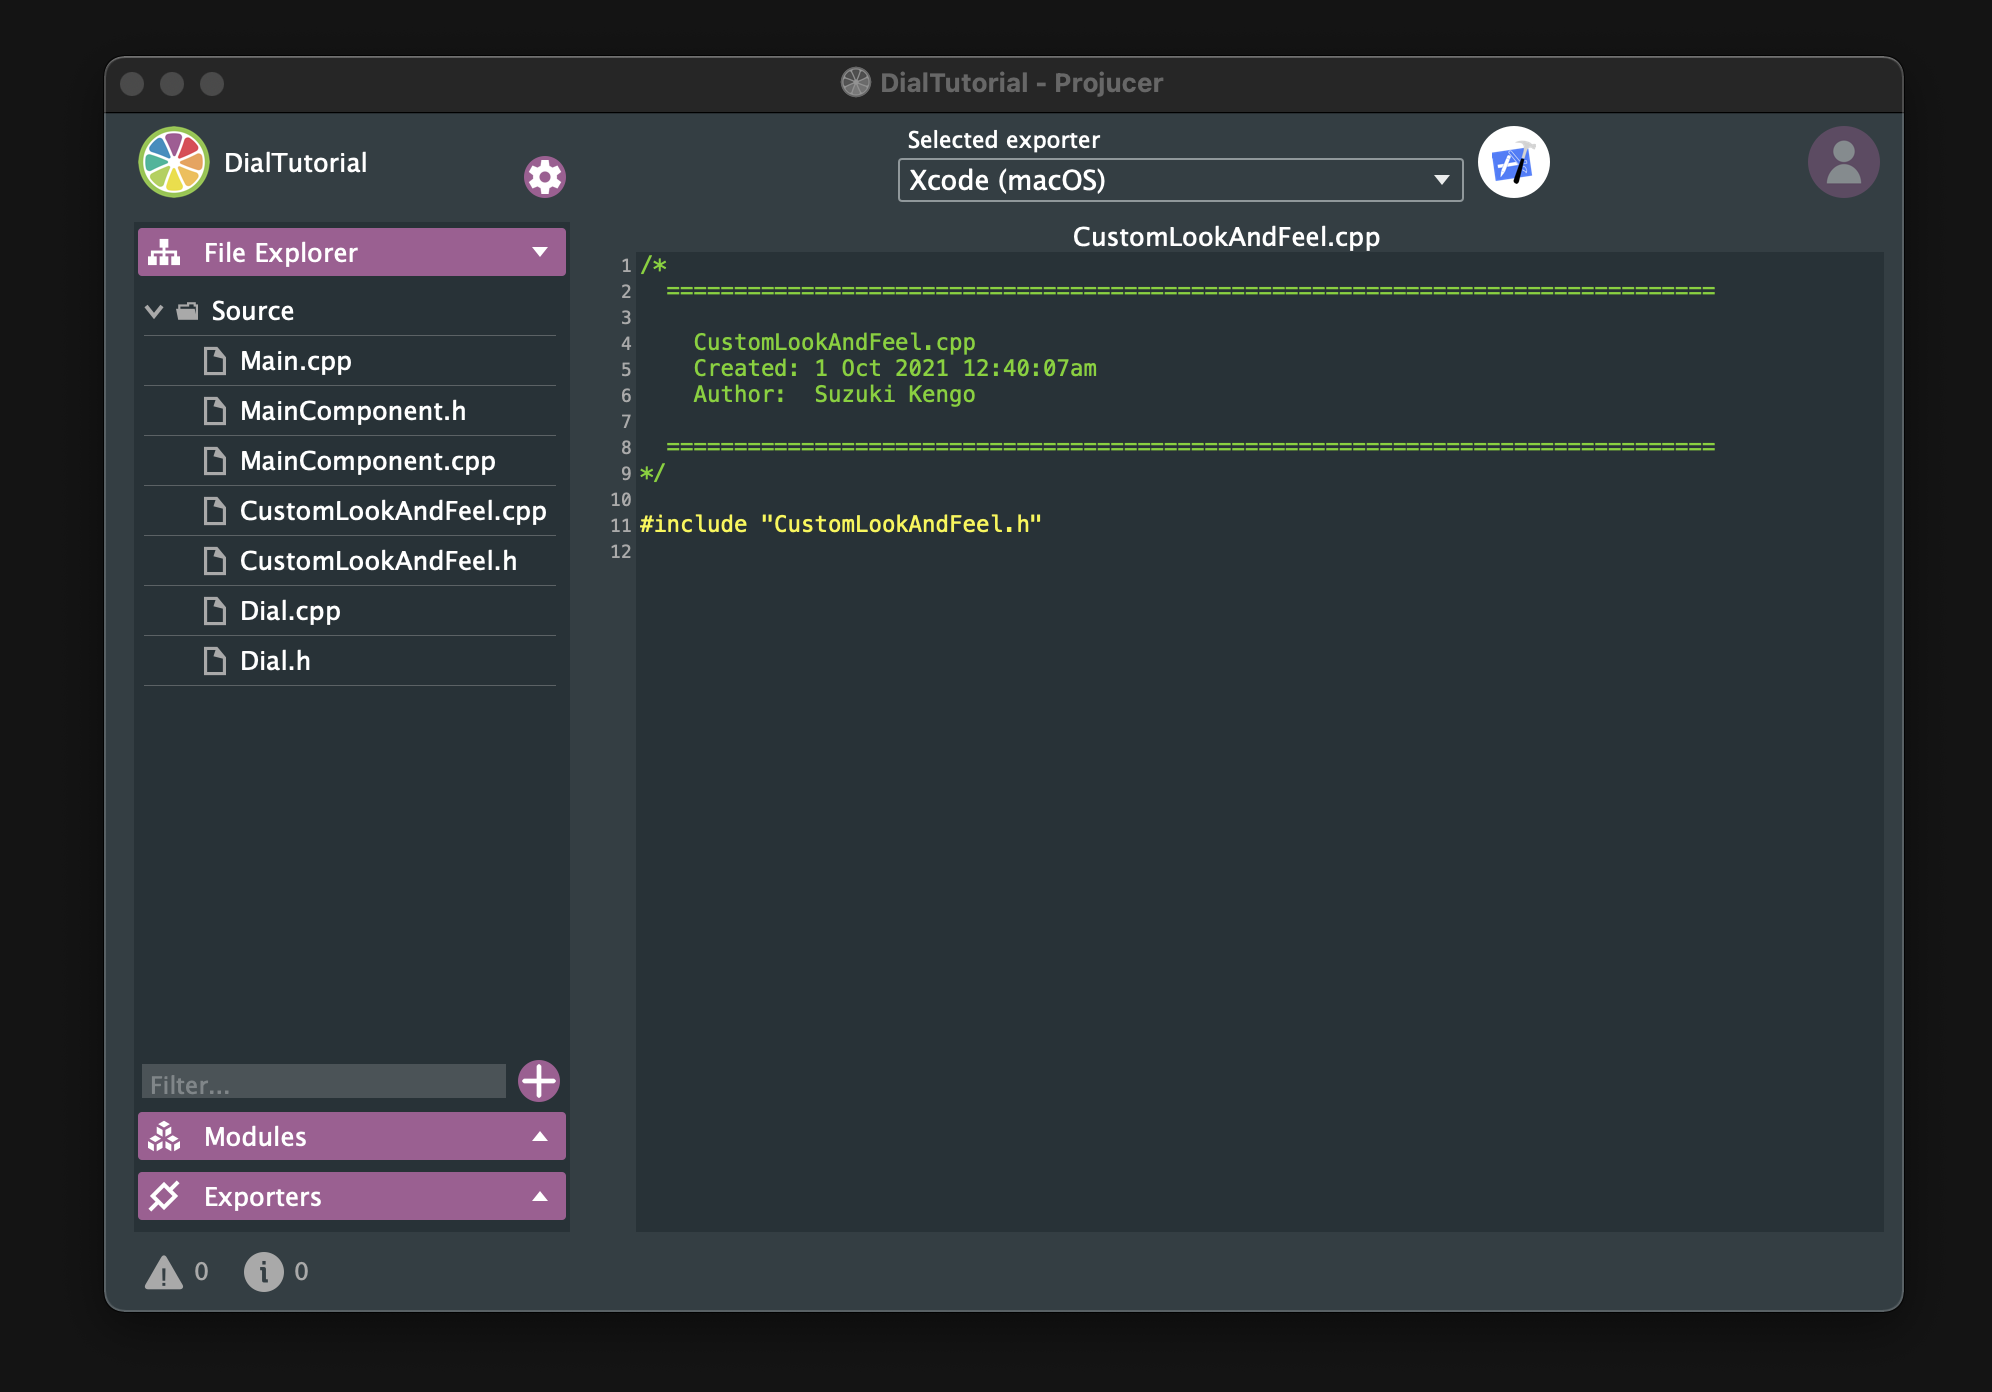 DialTutorial - Projucer
DialTutorial
Selected exporter
Xcode (macOS)
File Explorer
Source
Main.cpp
MainComponent.h
MainComponent.cpp
CustomLookAndFeel.cpp
CustomLookAndFeel.h
Dial.cpp
Dial.h
Filter...
Modules
Exporters
0
0
CustomLookAndFeel.cpp
1 /*
2 ==============================================================================
3
4 CustomLookAndFeel.cpp
5 Created: 1 Oct 2021 12:40:07am
6 Author:  Suzuki Kengo
7
8 ==============================================================================
9 */
10
11 #include "CustomLookAndFeel.h"
12